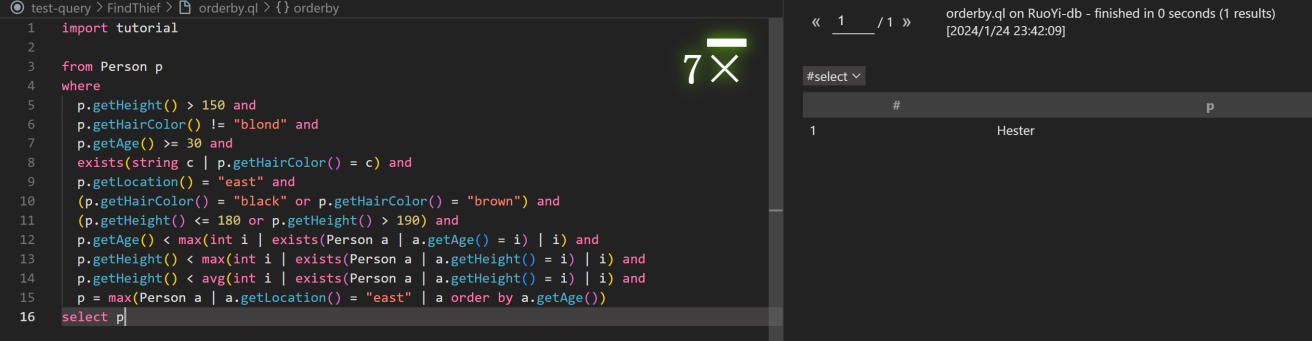 test-query > FindThief > orderby.ql > {} orderby
1 import tutorial
2
3 from Person p
4 where
5 p.getHeight() > 150 and
6 p.getHairColor() != "blond" and
7 p.getAge() >= 30 and
8 exists(string c | p.getHairColor() = c) and
9 p.getLocation() = "east" and
10 (p.getHairColor() = "black" or p.getHairColor() = "brown") and
11 (p.getHeight() <= 180 or p.getHeight() > 190) and
12 p.getAge() < max(int i | exists(Person a | a.getAge() = i) | i) and
13 p.getHeight() < max(int i | exists(Person a | a.getHeight() = i) | i) and
14 p.getHeight() < avg(int i | exists(Person a | a.getHeight() = i) | i) and
15 p = max(Person a | a.getLocation() = "east" | a order by a.getAge())
16 select p
7×
« 1 / 1 »
orderby.ql on RuoYi-db - finished in 0 seconds (1 results)
[2024/1/24 23:42:09]
#select
# p
1 Hester